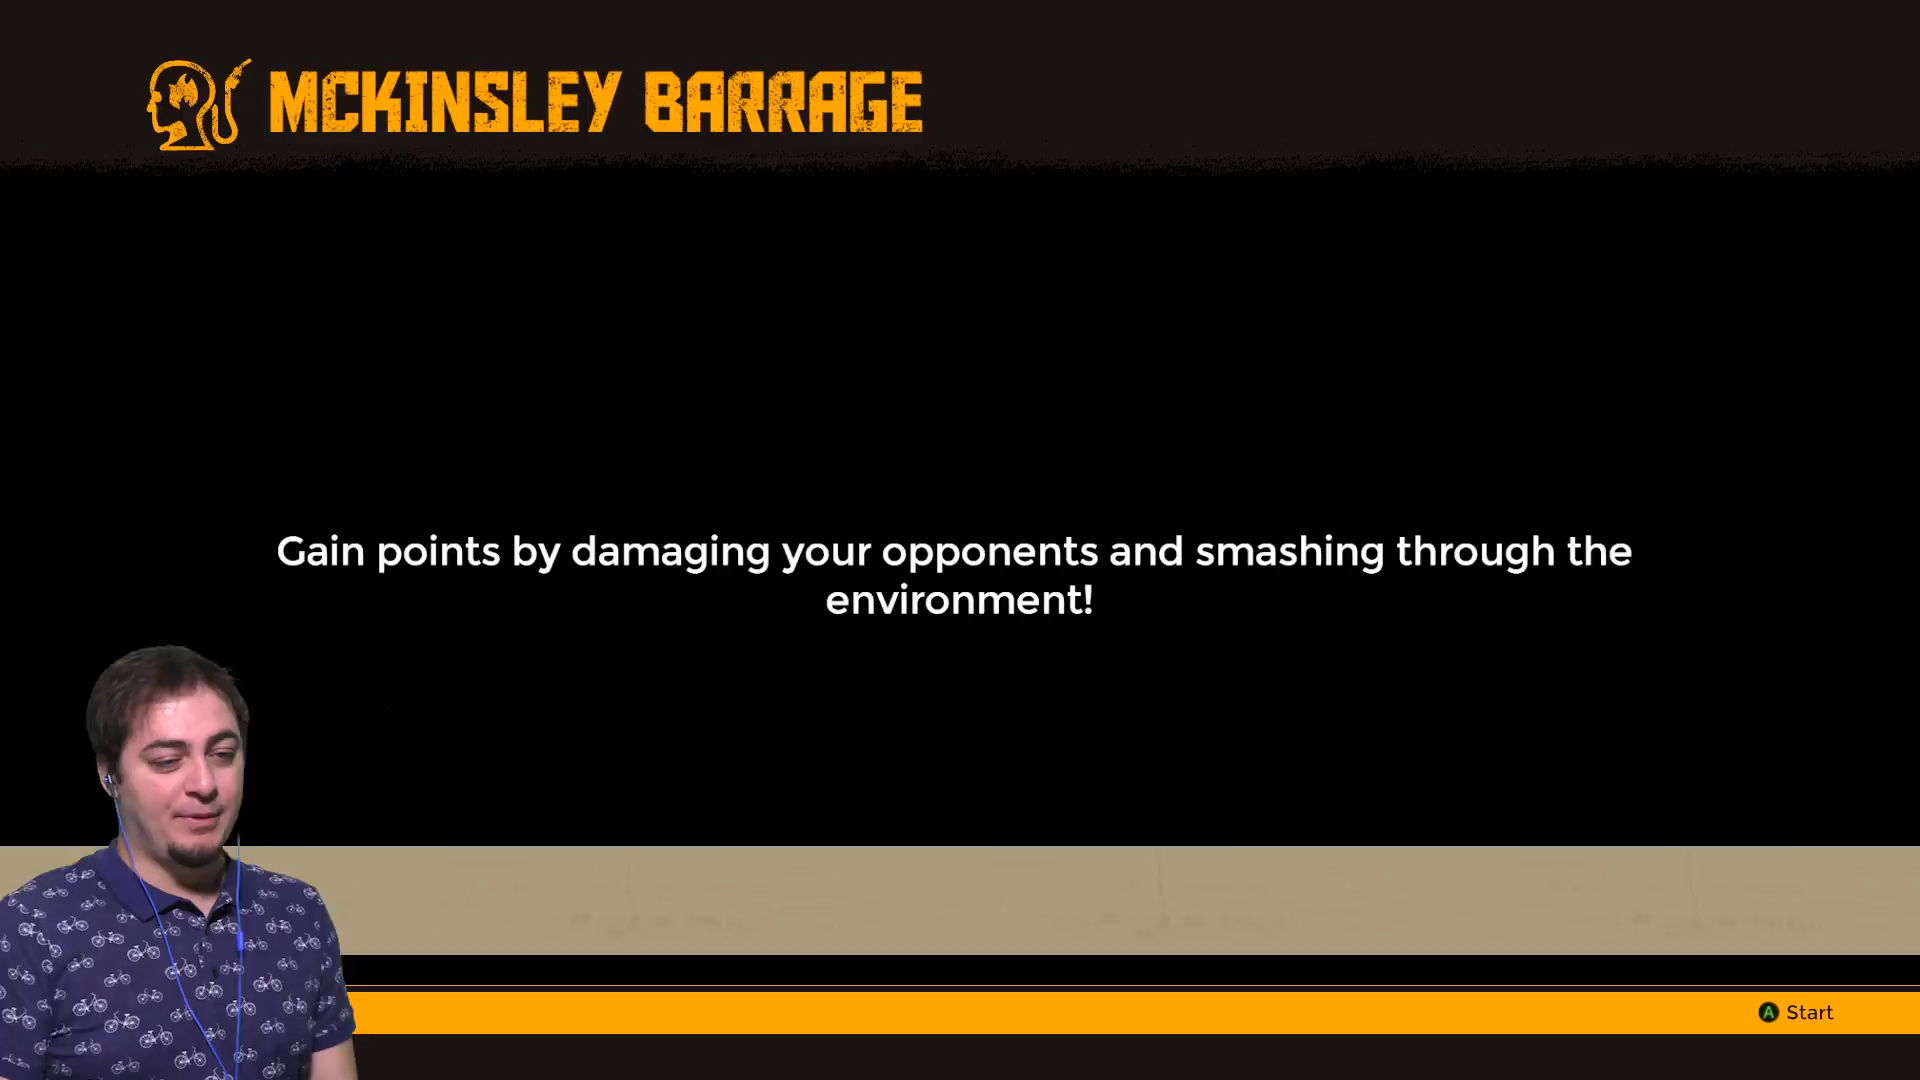 MCKINSLEY BARRAGE
Gain points by damaging your opponents and smashing through the
environment!
A Start